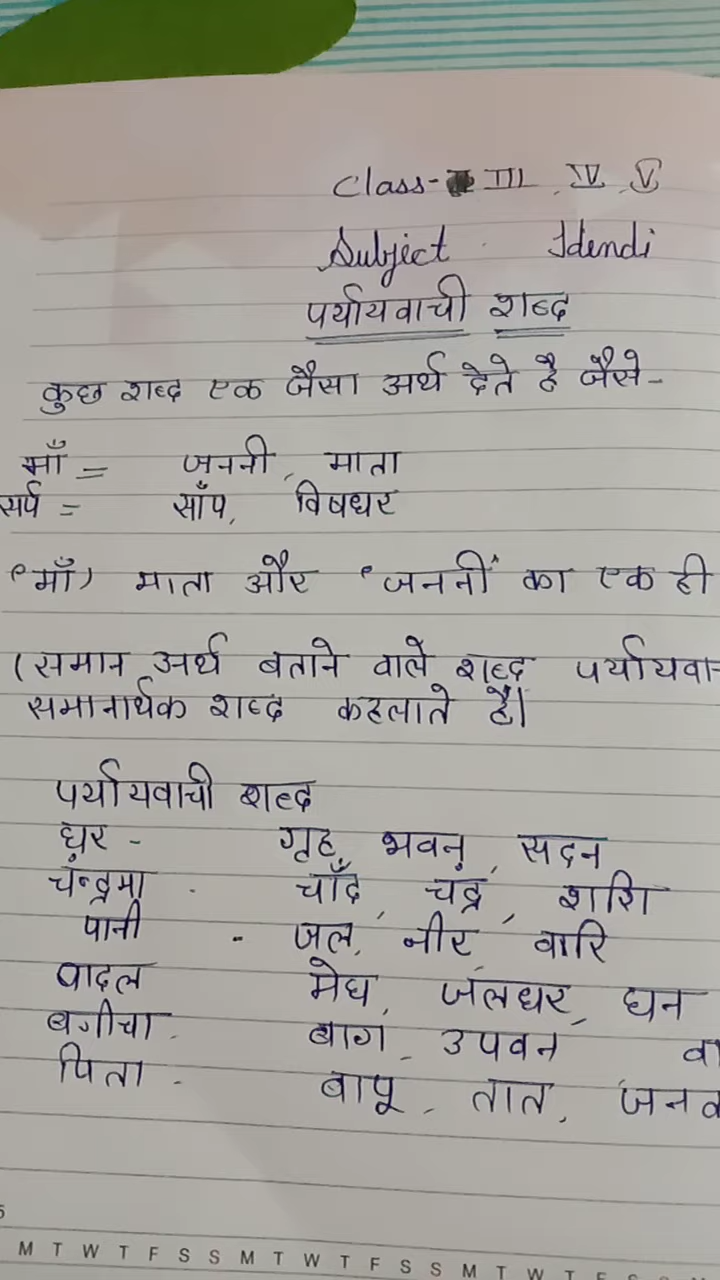 Class- III, IV, V
Subject Hindi
पर्यायवाची शब्द
कुछ शब्द एक जैसा अर्थ देते है जैसे-
माँ = जननी, माता
सर्प = साँप, विषधर
'माँ' माता और 'जननी' का एक ही
(समान अर्थ बताने वाले शब्द पर्यायवा
समानार्थक शब्द कहलाते हैं।
पर्यायवाची शब्द
घर - गृह, भवन, सदन
चन्द्रमा - चाँद, चंद्र, शशि
पानी - जल, नीर, वारि
बादल मेघ, जलधर, घन
बगीचा - बाग, उपवन वा
पिता - बापू, तात, जनक
5
M T W T F S S M T W T F S S M T W T F S